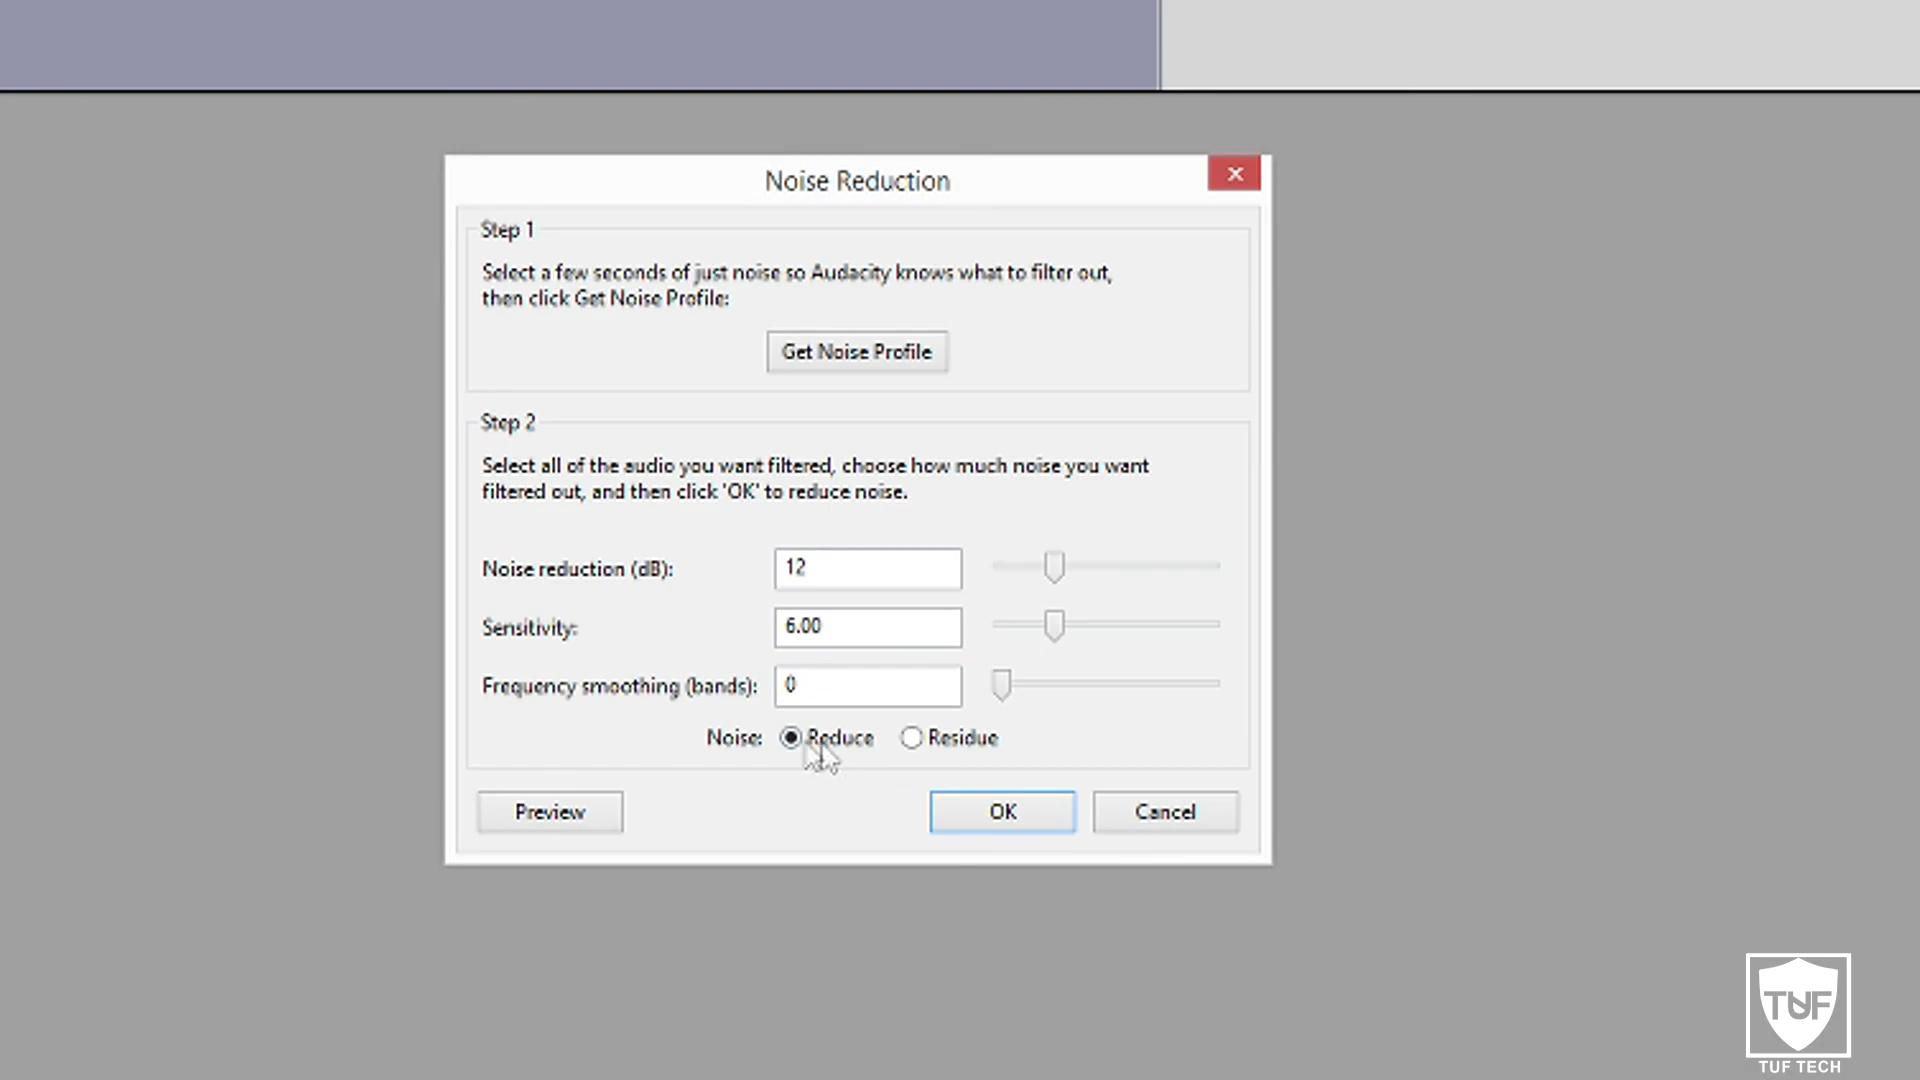 Noise Reduction
Step 1
Select a few seconds of just noise so Audacity knows what to filter out,
then click Get Noise Profile:
Get Noise Profile
Step 2
Select all of the audio you want filtered, choose how much noise you want
filtered out, and then click 'OK' to reduce noise.
Noise reduction (dB): 12
Sensitivity: 6.00
Frequency smoothing (bands): 0
Noise: Reduce Residue
Preview OK Cancel
TUF
TUF TECH